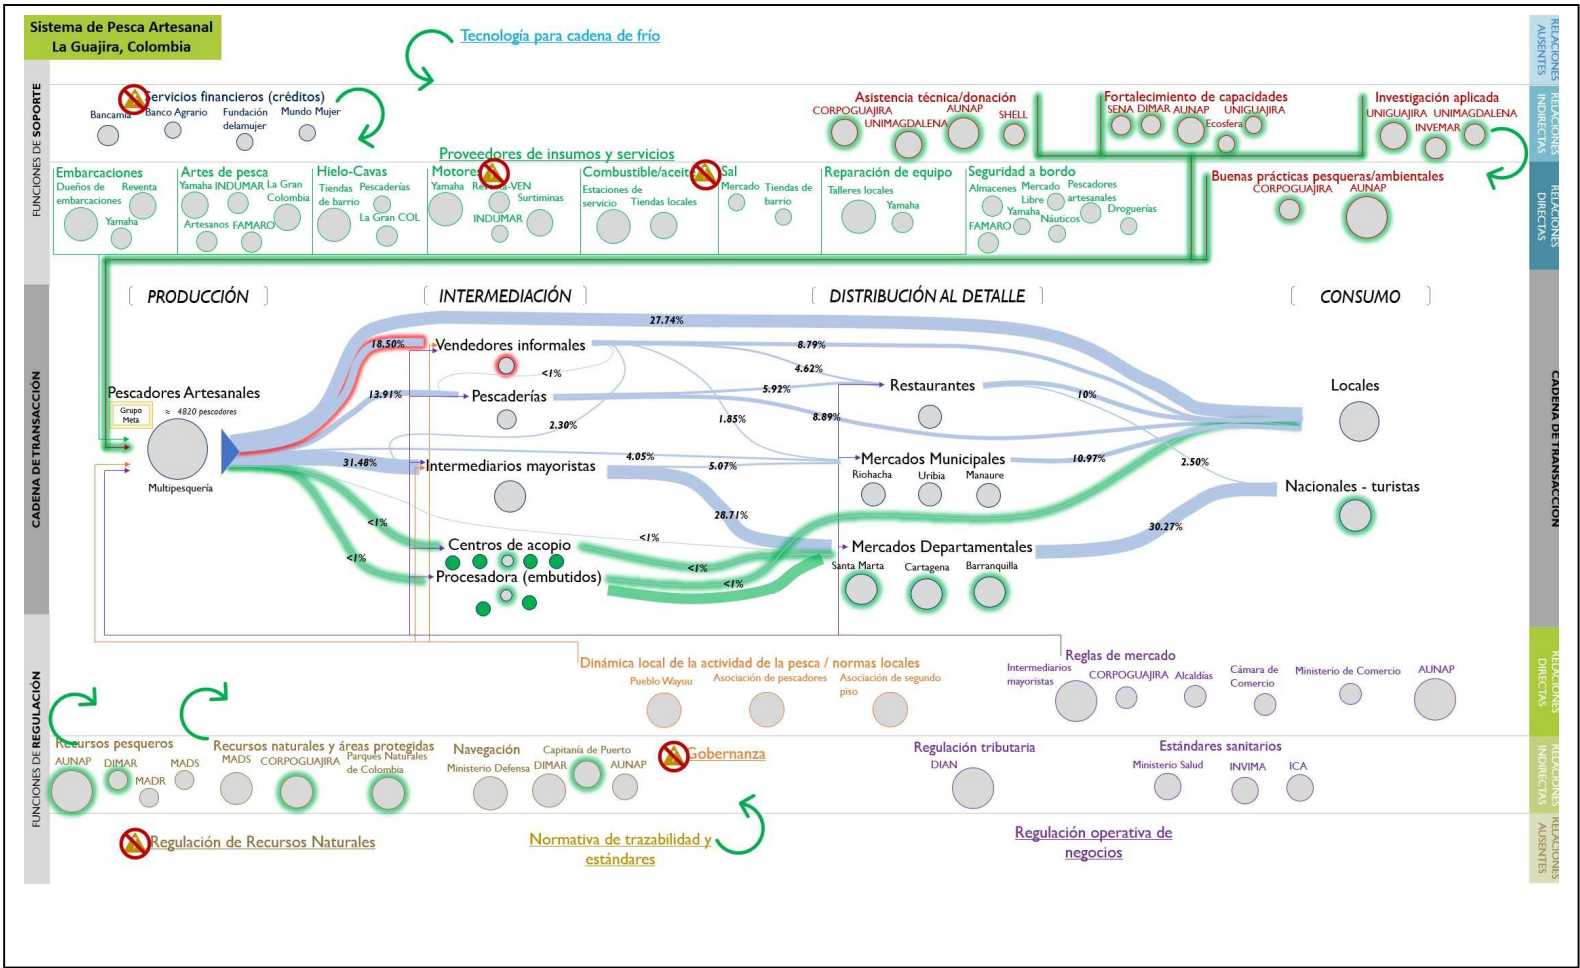 Sistema de Pesca Artesanal
La Guajira, Colombia
Tecnología para cadena de frío
RELACIONES
AUSENTES
FUNCIONES DE SOPORTE
Servicios financieros (créditos)
Bancamía
Banco Agrario
Fundación
delamujer
Mundo Mujer
Asistencia técnica/donación
CORPOGUAJIRA
UNIMAGDALENA
AUNAP
SHELL
Fortalecimiento de capacidades
SENA
DIMAR
AUNAP
UNIGUAJIRA
Ecosfera
Investigación aplicada
UNIGUAJIRA
UNIMAGDALENA
INVEMAR
RELACIONES
INDIRECTAS
Proveedores de insumos y servicios
Embarcaciones
Dueños de
embarcaciones
Reventa
Yamaha
Artes de pesca
Yamaha
INDUMAR
La Gran
Colombia
Artesanos
FAMARO
Hielo-Cavas
Tiendas
de barrio
Pescaderías
La Gran COL
Motores
Yamaha
-VEN
Surtiminas
INDUMAR
Combustible/aceite
Estaciones de
servicio
Tiendas locales
Sal
Mercado
Tiendas de
barrio
Reparación de equipo
Talleres locales
Yamaha
Seguridad a bordo
Almacenes
Mercado
Libre
Pescadores
artesanales
Yamaha
Náuticos
Droguerías
FAMARO
Buenas prácticas pesqueras/ambientales
CORPOGUAJIRA
AUNAP
RELACIONES
DIRECTAS
CADENA DE TRANSACCIÓN
PRODUCCIÓN
INTERMEDIACIÓN
DISTRIBUCIÓN AL DETALLE
CONSUMO
27.74%
18.50%
Vendedores informales
8.79%
<1%
4.62%
Pescadores Artesanales
Grupo
Meta
≈ 4820 pescadores
Multipesquería
13.91%
Pescaderías
5.92%
Restaurantes
10%
Locales
2.30%
1.85%
8.89%
31.48%
Intermediarios mayoristas
4.05%
5.07%
Mercados Municipales
Riohacha
Uribia
Manaure
10.97%
2.50%
Nacionales - turistas
28.71%
<1%
<1%
<1%
Centros de acopio
<1%
Procesadora (embutidos)
<1%
Mercados Departamentales
Santa Marta
Cartagena
Barranquilla
30.27%
CADENA DE TRANSACCION
FUNCIONES DE REGULACIÓN
Dinámica local de la actividad de la pesca / normas locales
Pueblo Wayuu
Asociación de pescadores
Asociación de segundo
piso
Reglas de mercado
Intermediarios
mayoristas
CORPOGUAJIRA
Alcaldías
Cámara de
Comercio
Ministerio de Comercio
AUNAP
RELACIONES
DIRECTAS
Recursos pesqueros
AUNAP
DIMAR
MADR
MADS
Recursos naturales y áreas protegidas
MADS
CORPOGUAJIRA
Parques Naturales
de Colombia
Navegación
Ministerio Defensa
DIMAR
Capitanía de Puerto
AUNAP
Gobernanza
Regulación tributaria
DIAN
Estándares sanitarios
Ministerio Salud
INVIMA
ICA
RELACIONES
INDIRECTAS
Regulación de Recursos Naturales
Normativa de trazabilidad y
estándares
Regulación operativa de
negocios
RELACIONES
AUSENTES